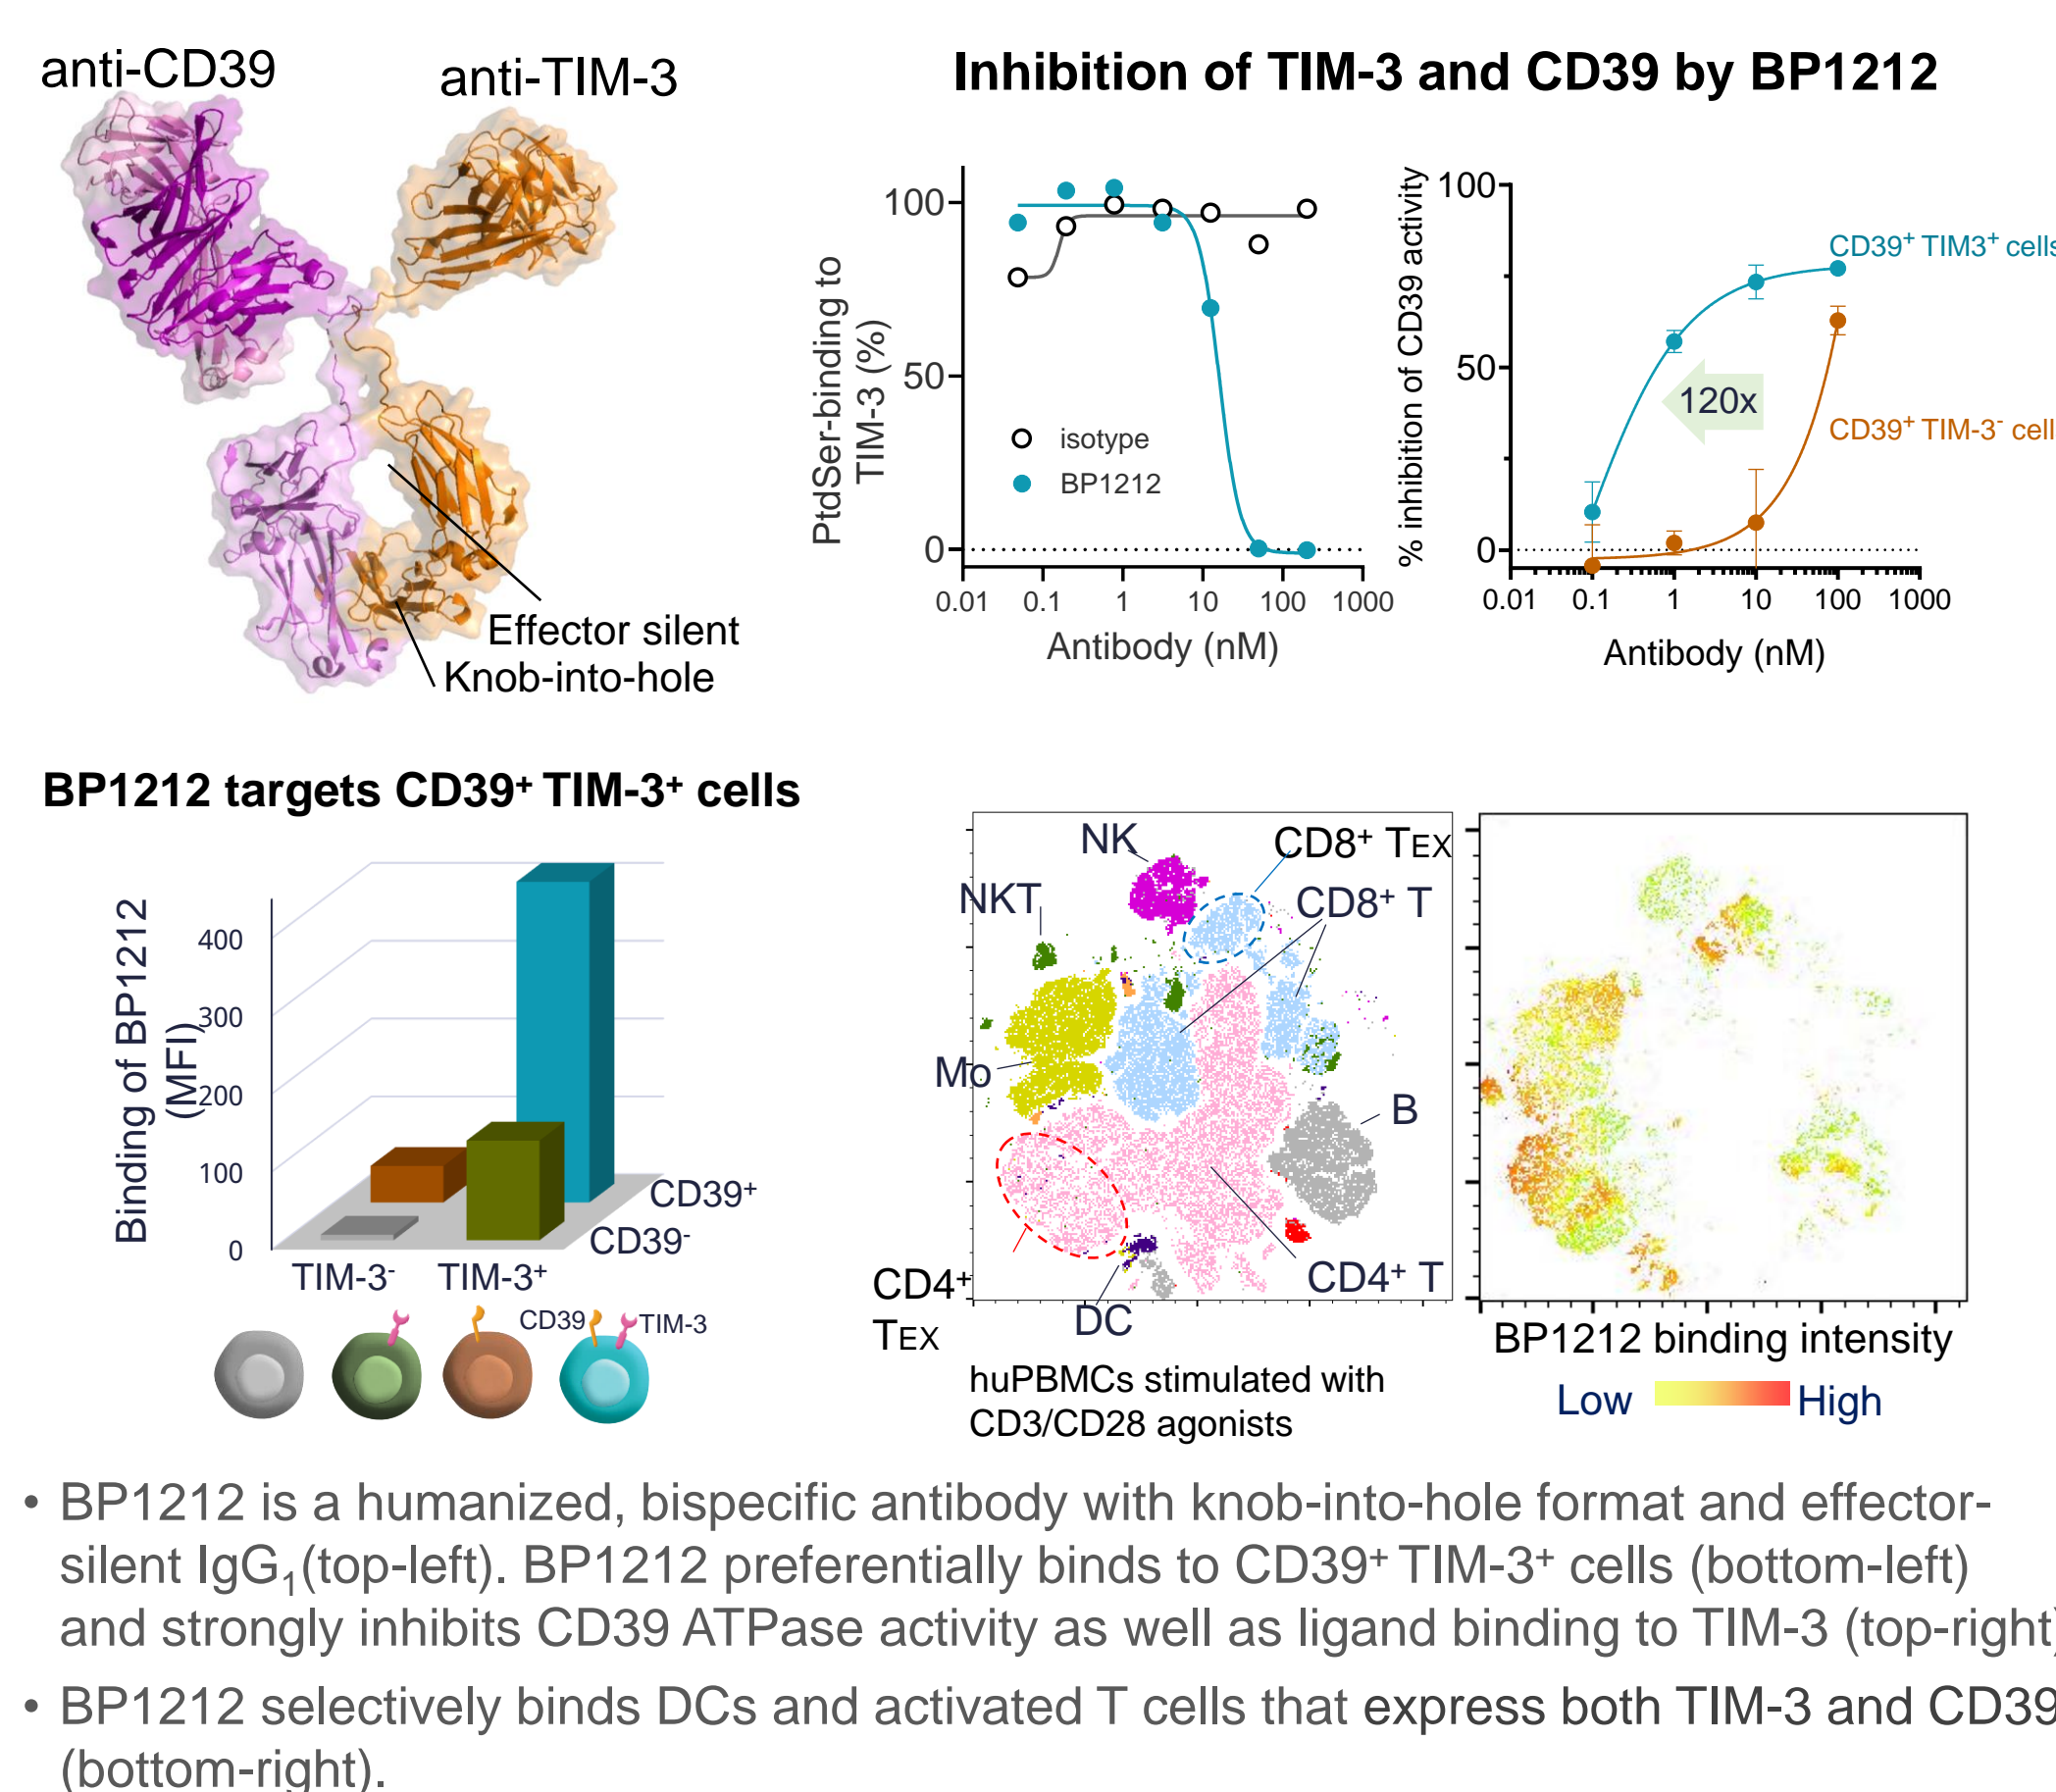 anti-CD39
anti-TIM-3
Effector silent
Knob-into-hole
Inhibition of TIM-3 and CD39 by BP1212
PtdSer-binding to
TIM-3 (%)
100
50
0
isotype
BP1212
0.01 0.1 1 10 100 1000
Antibody (nM)
% inhibition of CD39 activity
100
50
0
CD39⁺ TIM3⁺ cells
120x
CD39⁺ TIM-3⁻ cell
0.01 0.1 1 10 100 1000
Antibody (nM)
BP1212 targets CD39⁺ TIM-3⁺ cells
Binding of BP1212
(MFI)
400
300
200
100
0
CD39⁺
CD39⁻
TIM-3⁻ TIM-3⁺
CD39 TIM-3
NK
CD8⁺ TEX
NKT
CD8⁺ T
Mo
B
CD4⁺
TEX
CD4⁺ T
DC
huPBMCs stimulated with
CD3/CD28 agonists
BP1212 binding intensity
Low High
• BP1212 is a humanized, bispecific antibody with knob-into-hole format and effector-
silent IgG₁(top-left). BP1212 preferentially binds to CD39⁺ TIM-3⁺ cells (bottom-left)
and strongly inhibits CD39 ATPase activity as well as ligand binding to TIM-3 (top-right)
• BP1212 selectively binds DCs and activated T cells that express both TIM-3 and CD39
(bottom-right).